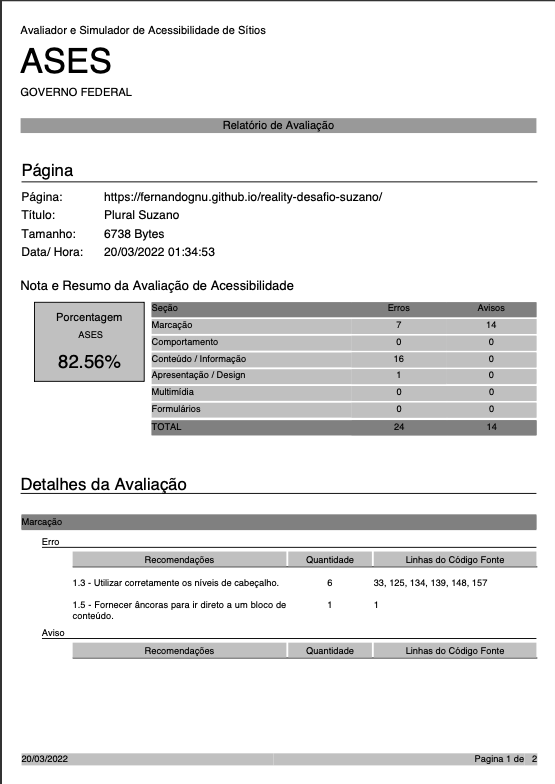 Avaliador e Simulador de Acessibilidade de Sítios
ASES
GOVERNO FEDERAL
Relatório de Avaliação
Página
Página: https://fernandognu.github.io/reality-desafio-suzano/
Título: Plural Suzano
Tamanho: 6738 Bytes
Data/ Hora: 20/03/2022 01:34:53
Nota e Resumo da Avaliação de Acessibilidade
Porcentagem
ASES
82.56%
Seção Erros Avisos
Marcação 7 14
Comportamento 0 0
Conteúdo / Informação 16 0
Apresentação / Design 1 0
Multimídia 0 0
Formulários 0 0
TOTAL 24 14
Detalhes da Avaliação
Marcação
Erro
Recomendações Quantidade Linhas do Código Fonte
1.3 - Utilizar corretamente os níveis de cabeçalho. 6 33, 125, 134, 139, 148, 157
1.5 - Fornecer âncoras para ir direto a um bloco de 1 1
conteúdo.
Aviso
Recomendações Quantidade Linhas do Código Fonte
20/03/2022 Pagina 1 de 2